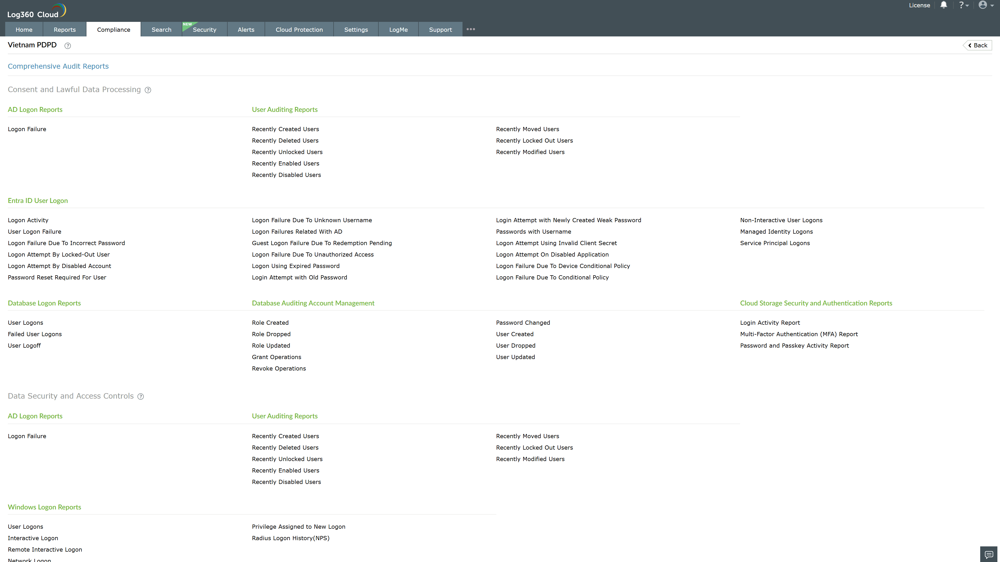 License
Log360 Cloud
Home
Reports
Compliance
Search
NEW
Security
Alerts
Cloud Protection
Settings
LogMe
Support
Vietnam PDPD
Back
Comprehensive Audit Reports
Consent and Lawful Data Processing
AD Logon Reports
User Auditing Reports
Logon Failure
Recently Created Users
Recently Moved Users
Recently Deleted Users
Recently Locked Out Users
Recently Unlocked Users
Recently Modified Users
Recently Enabled Users
Recently Disabled Users
Entra ID User Logon
Logon Activity
Logon Failure Due To Unknown Username
Login Attempt with Newly Created Weak Password
Non-Interactive User Logons
User Logon Failure
Logon Failures Related With AD
Passwords with Username
Managed Identity Logons
Logon Failure Due To Incorrect Password
Guest Logon Failure Due To Redemption Pending
Logon Attempt Using Invalid Client Secret
Service Principal Logons
Logon Attempt By Locked-Out User
Logon Failure Due To Unauthorized Access
Logon Attempt On Disabled Application
Logon Attempt By Disabled Account
Logon Using Expired Password
Logon Failure Due To Device Conditional Policy
Password Reset Required For User
Login Attempt with Old Password
Logon Failure Due To Conditional Policy
Database Logon Reports
Database Auditing Account Management
Cloud Storage Security and Authentication Reports
User Logons
Role Created
Password Changed
Login Activity Report
Failed User Logons
Role Dropped
User Created
Multi-Factor Authentication (MFA) Report
User Logoff
Role Updated
User Dropped
Password and Passkey Activity Report
Grant Operations
User Updated
Revoke Operations
Data Security and Access Controls
AD Logon Reports
User Auditing Reports
Logon Failure
Recently Created Users
Recently Moved Users
Recently Deleted Users
Recently Locked Out Users
Recently Unlocked Users
Recently Modified Users
Recently Enabled Users
Recently Disabled Users
Windows Logon Reports
User Logons
Privilege Assigned to New Logon
Interactive Logon
Radius Logon History(NPS)
Remote Interactive Logon
Network Logon